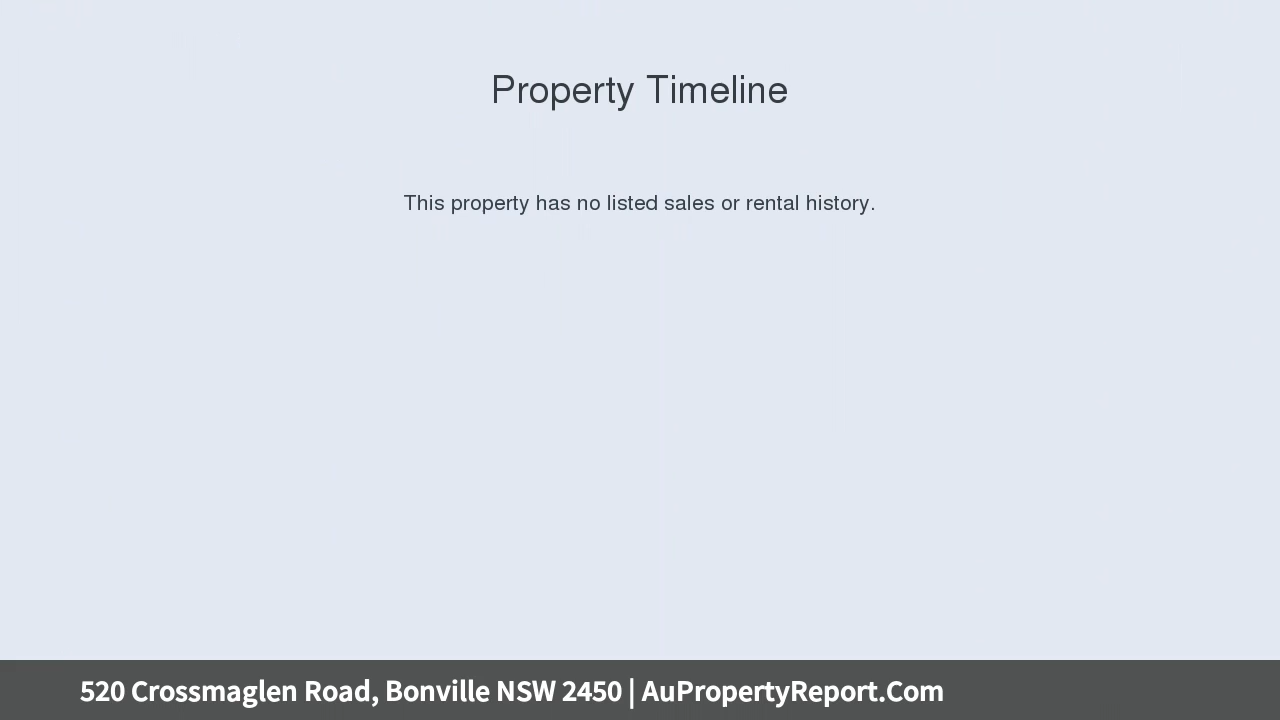 Property Timeline
This property has no listed sales or rental history.
520 Crossmaglen Road, Bonville NSW 2450 | AuPropertyReport.Com